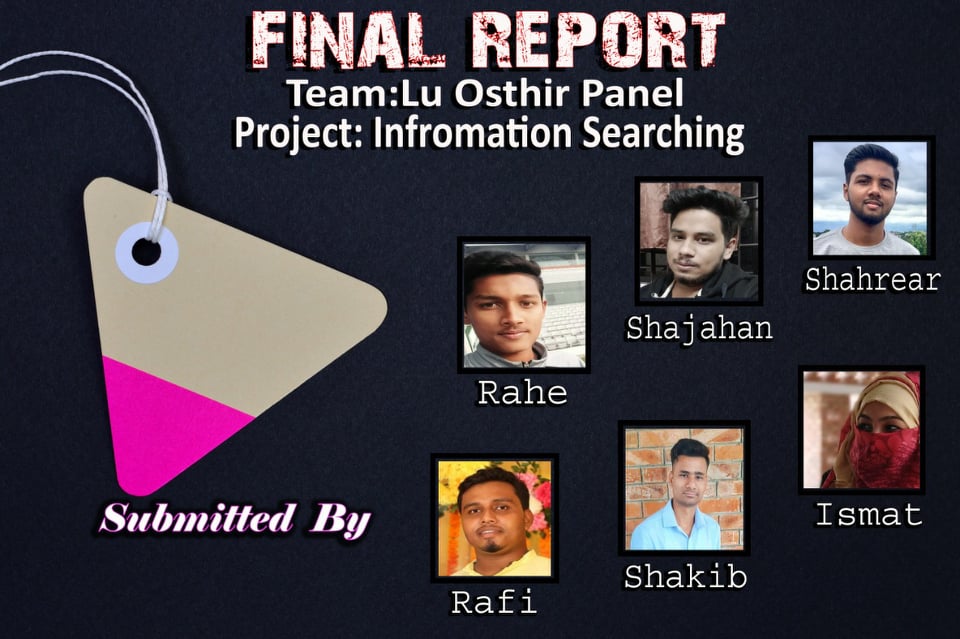 FINAL REPORT
Team:Lu Osthir Panel
Project: Infromation Searching
Shahrear
Shajahan
Rahe
Ismat
Submitted By
Shakib
Rafi